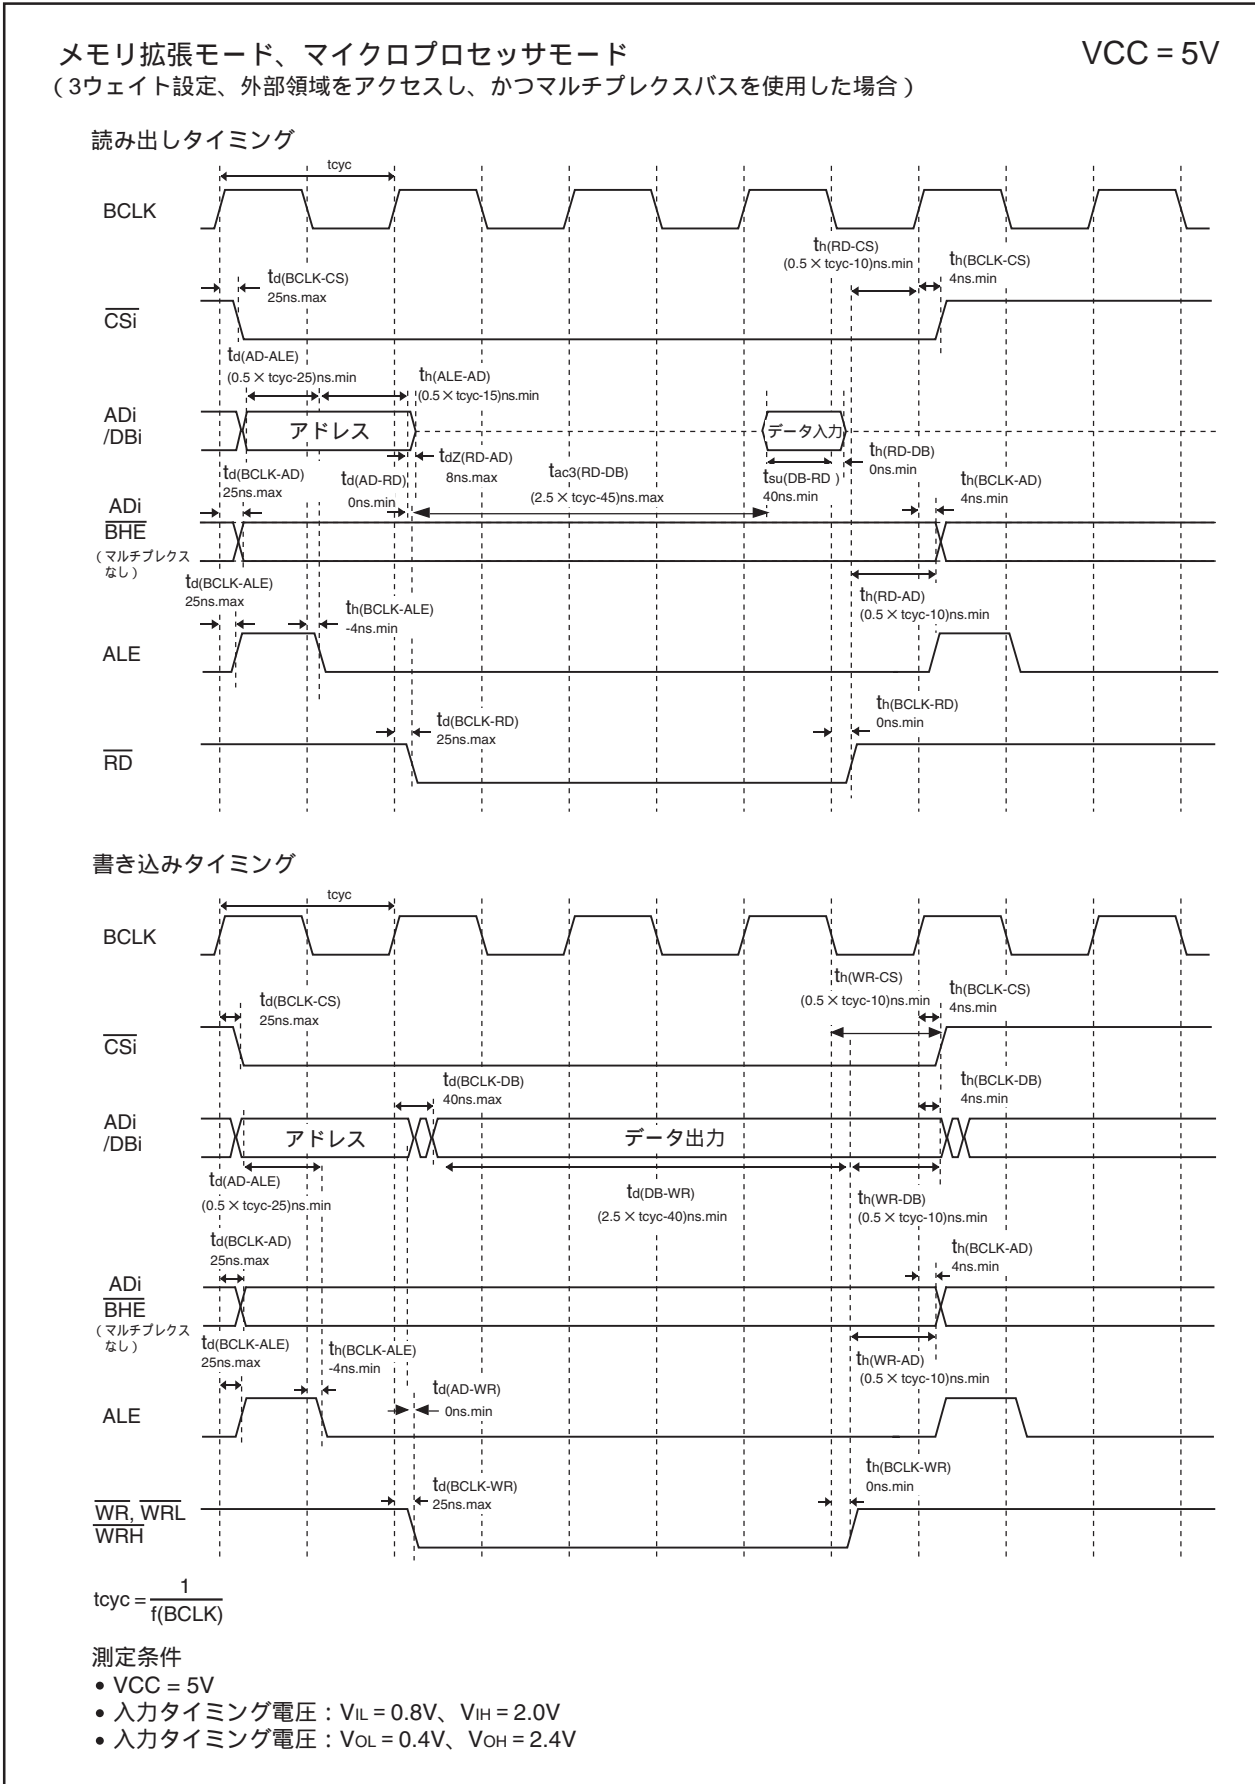 メモリ拡張モード、マイクロプロセッサモード
VCC = 5V
(3ウェイト設定、外部領域をアクセスし、かつマルチプレクスバスを使用した場合)
読み出しタイミング
tcyc
BCLK
th(RD-CS)
(0.5×tcyc-10)ns.min
th(BCLK-CS)
4ns.min
td(BCLK-CS)
25ns.max
CSi
td(AD-ALE)
(0.5×tcyc-25)ns.min
th(ALE-AD)
(0.5×tcyc-15)ns.min
ADi
/DBi
アドレス
データ入力
td(BCLK-AD)
25ns.max
td(AD-RD)
0ns.min
tdZ(RD-AD)
8ns.max
tac3(RD-DB)
(2.5×tcyc-45)ns.max
tsu(DB-RD )
40ns.min
th(RD-DB)
0ns.min
th(BCLK-AD)
4ns.min
ADi
BHE
(マルチプレクス
なし)
td(BCLK-ALE)
25ns.max
th(BCLK-ALE)
-4ns.min
th(RD-AD)
(0.5×tcyc-10)ns.min
ALE
td(BCLK-RD)
25ns.max
th(BCLK-RD)
0ns.min
RD
書き込みタイミング
tcyc
BCLK
th(WR-CS)
(0.5×tcyc-10)ns.min
th(BCLK-CS)
4ns.min
td(BCLK-CS)
25ns.max
CSi
td(BCLK-DB)
40ns.max
th(BCLK-DB)
4ns.min
ADi
/DBi
アドレス
データ出力
td(AD-ALE)
(0.5×tcyc-25)ns.min
td(DB-WR)
(2.5×tcyc-40)ns.min
th(WR-DB)
(0.5×tcyc-10)ns.min
td(BCLK-AD)
25ns.max
th(BCLK-AD)
4ns.min
ADi
BHE
(マルチプレクス
なし)
td(BCLK-ALE)
25ns.max
th(BCLK-ALE)
-4ns.min
th(WR-AD)
(0.5×tcyc-10)ns.min
td(AD-WR)
0ns.min
ALE
td(BCLK-WR)
25ns.max
th(BCLK-WR)
0ns.min
WR, WRL
WRH
tcyc = 1
f(BCLK)
測定条件
• VCC = 5V
• 入力タイミング電圧：VIL = 0.8V、VIH = 2.0V
• 入力タイミング電圧：VOL = 0.4V、VOH = 2.4V